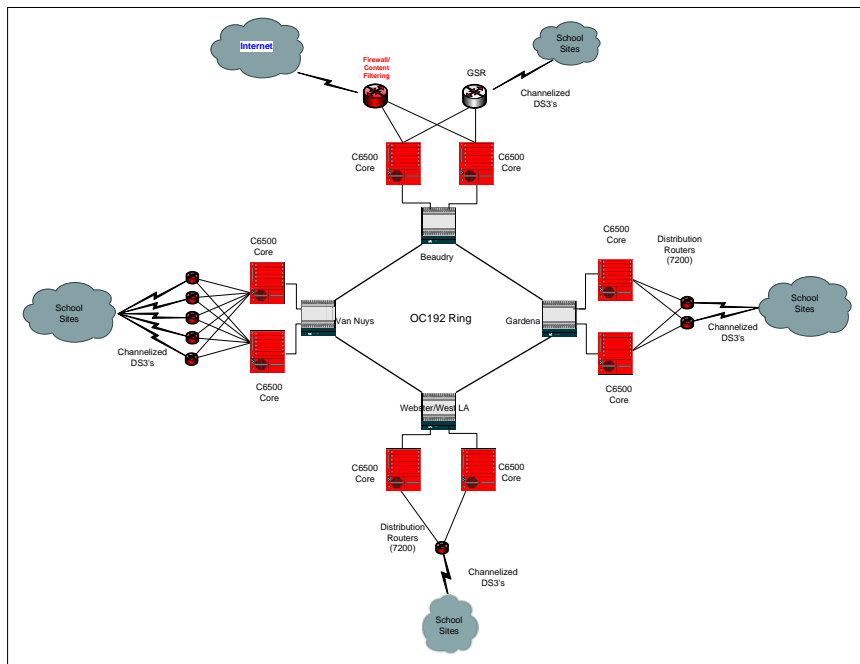 Internet
Firewall/
Content
Filtering
GSR
School
Sites
Channelized
DS3's
C6500
Core
C6500
Core
Beaudry
C6500
Core
C6500
Core
Distribution
Routers
(7200)
School
Sites
Van Nuys
OC192 Ring
Gardena
School
Sites
Channelized
DS3's
Channelized
DS3's
C6500
Core
C6500
Core
Webster/West LA
C6500
Core
C6500
Core
Distribution
Routers
(7200)
Channelized
DS3's
School
Sites